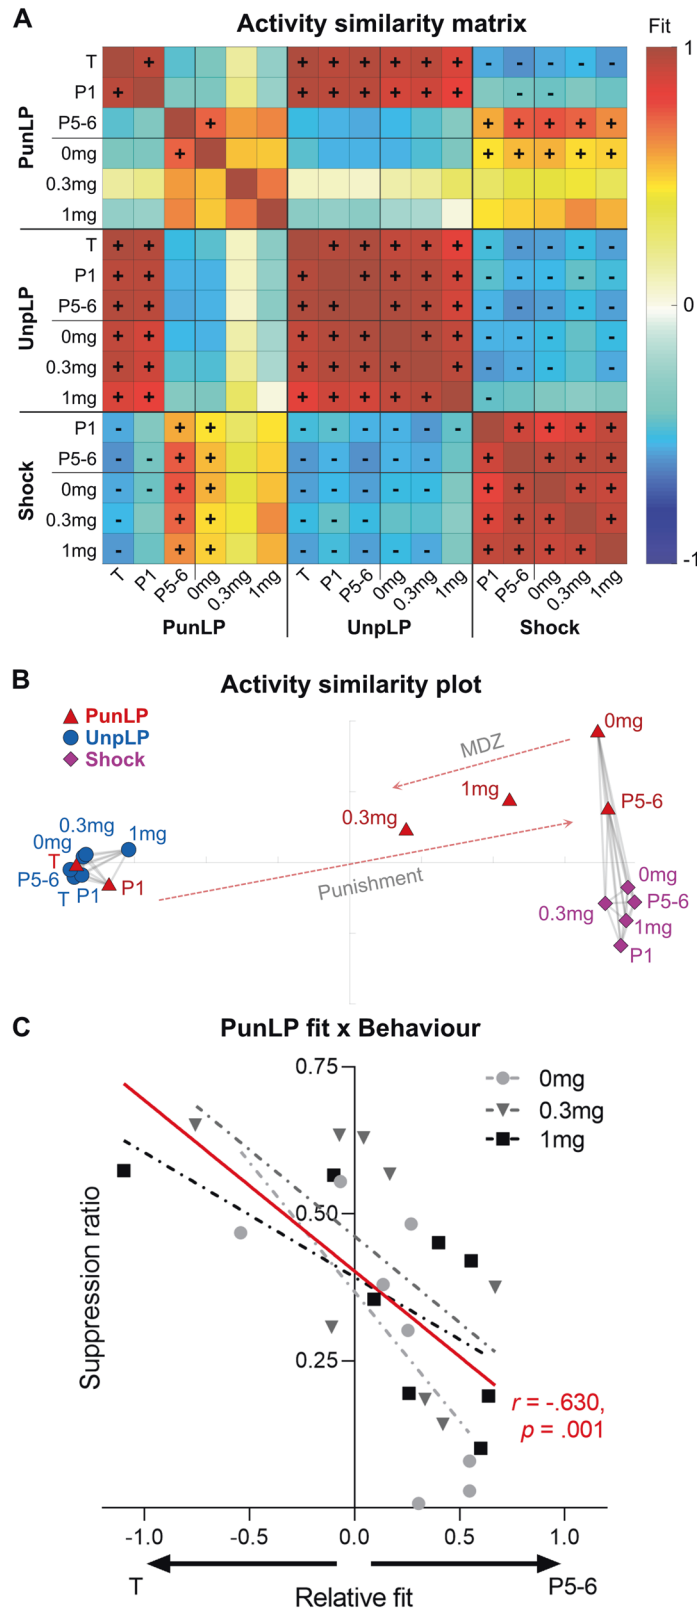 A Activity similarity matrix Fit
T + + + + + + + - - - - - 1
P1 + + + + + + + - -
P5-6 + + + + + +
0mg + + + + + +
0.3mg
1mg
PunLP
T + + + + + + + - - - - -
P1 + + + + + + + - - - - -
P5-6 + + + + + + + - - - - - 0
0mg + + + + + + + - - -
0.3mg + + + + + + + - - - -
1mg + + + + + + + -
UnpLP
P1 - + + - - - - - - + + + +
P5-6 - - + + - - - - - + + + +
0mg - - + + - - - - - + + + +
0.3mg - + + - - - + + + +
1mg - + + - - - - - + + + +
Shock
-1
T P1 P5-6 0mg 0.3mg 1mg T P1 P5-6 0mg 0.3mg 1mg P1 P5-6 0mg 0.3mg 1mg
PunLP UnpLP Shock
B Activity similarity plot
PunLP
UnpLP
Shock
0mg
MDZ
1mg
P5-6
0.3mg
0.3mg
0mg 1mg
T
P5-6
T P1
P1
Punishment
0mg
P5-6
0.3mg
1mg
P1
C PunLP fit x Behaviour
0.75
0mg
0.3mg
1mg
0.50
Suppression ratio
0.25
r = -.630,
p = .001
-1.0 -0.5 0.0 0.5 1.0
T P5-6
Relative fit